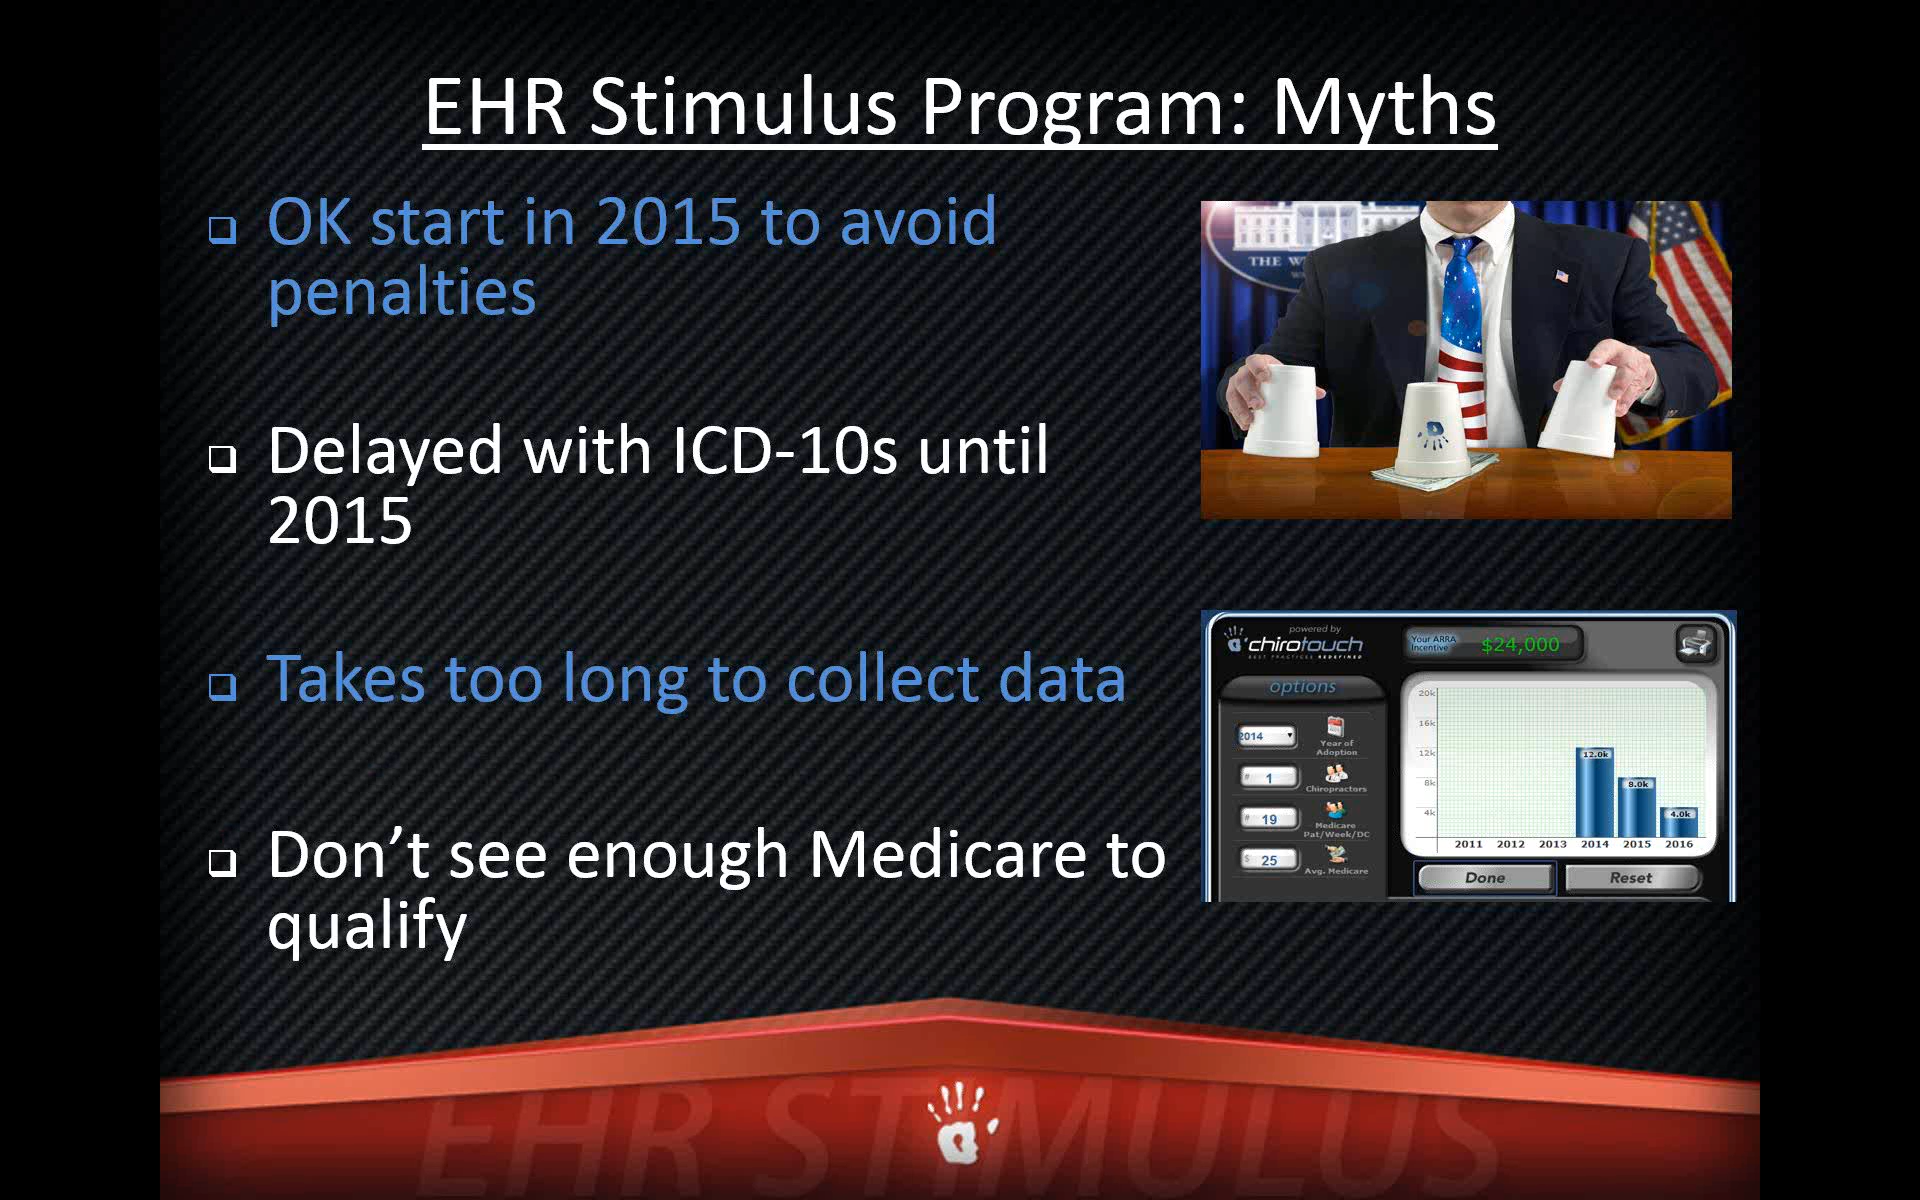 EHR Stimulus Program: Myths
❑ OK start in 2015 to avoid
penalties
❑ Delayed with ICD-10s until
2015
❑ Takes too long to collect data
❑ Don’t see enough Medicare to
qualify
THE W
powered by
chirotouch
BEST PRACTICES REDEFINED
Your ARRA
Incentive
$24,000
options
2014
Year of
Adoption
# 1
Chiropractors
# 19
Medicare
Pat/Week/DC
$ 25
Avg. Medicare
20k
16k
12k
8k
4k
12.0k
8.0k
4.0k
2011 2012 2013 2014 2015 2016
Done
Reset
EHR STIMULUS